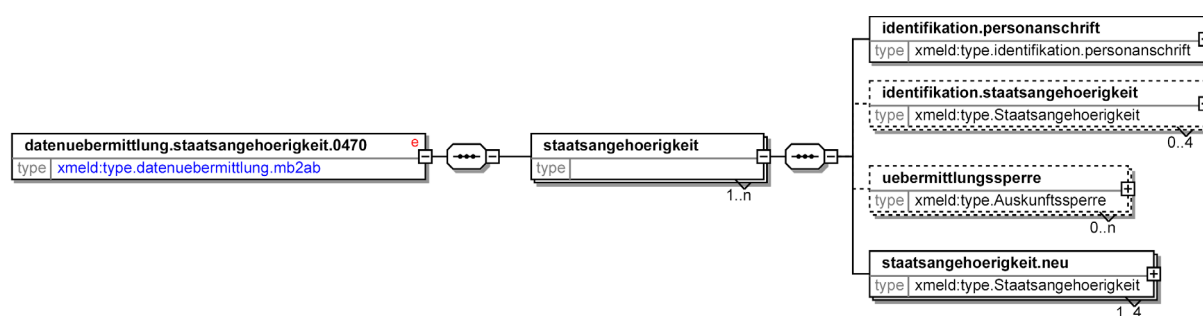 datenuebermittlung.staatsangehoerigkeit.0470
e
type xmeld:type.datenuebermittlung.mb2ab
staatsangehoerigkeit
type
1..n
identifikation.personanschrift
type xmeld:type.identifikation.personanschrift
identifikation.staatsangehoerigkeit
type xmeld:type.Staatsangehoerigkeit
0..4
uebermittlungssperre
type xmeld:type.Auskunftssperre
0..n
staatsangehoerigkeit.neu
type xmeld:type.Staatsangehoerigkeit
1..4